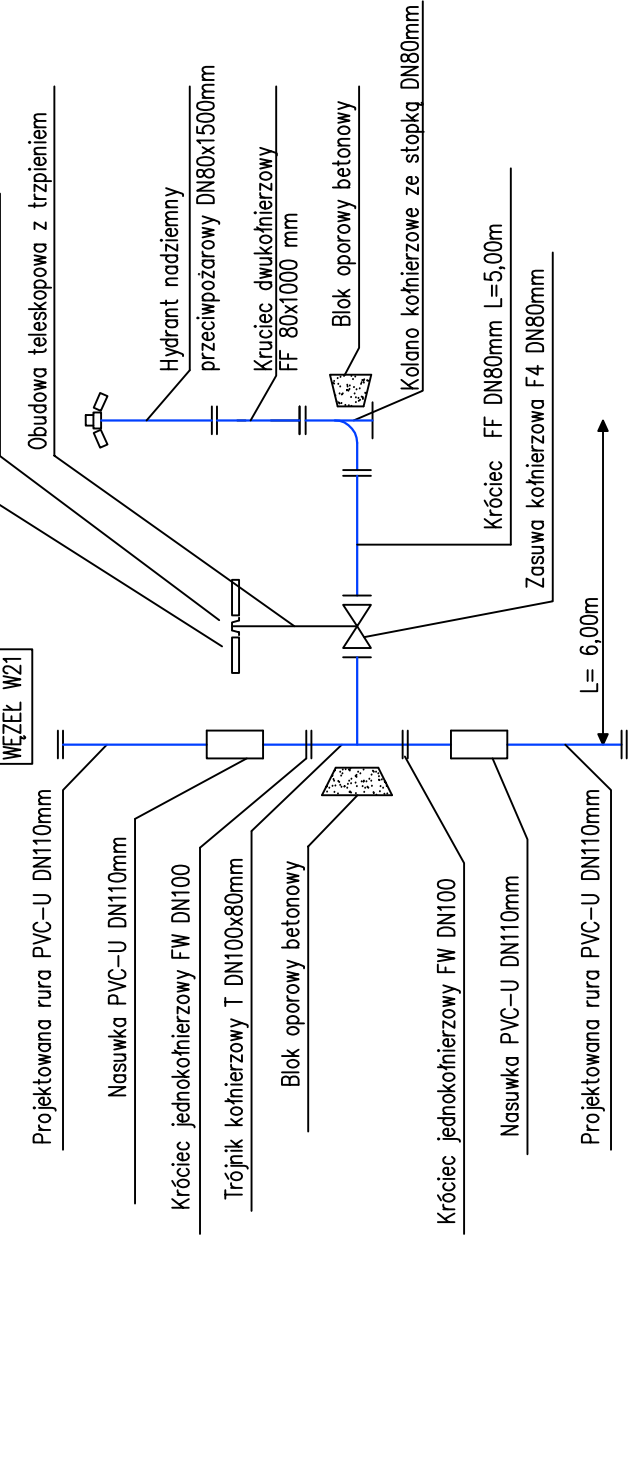 WĘZEŁ W21
Projektowana rura PVC-U DN110mm
Nasuwka PVC-U DN110mm
Króciec jednokołnierzowy FW DN100
Trójnik kołnierzowy T DN100x80mm
Blok oporowy betonowy
Króciec jednokołnierzowy FW DN100
Nasuwka PVC-U DN110mm
Projektowana rura PVC-U DN110mm
Obudowa teleskopowa z trzpieniem
Hydrant nadziemny
przeciwpożarowy DN80x1500mm
Kruciec dwukołnierzowy
FF 80x1000 mm
Blok oporowy betonowy
Kolano kołnierzowe ze stopką DN80mm
Króciec FF DN80mm L=5,00m
Zasuwa kołnierzowa F4 DN80mm
L= 6,00m